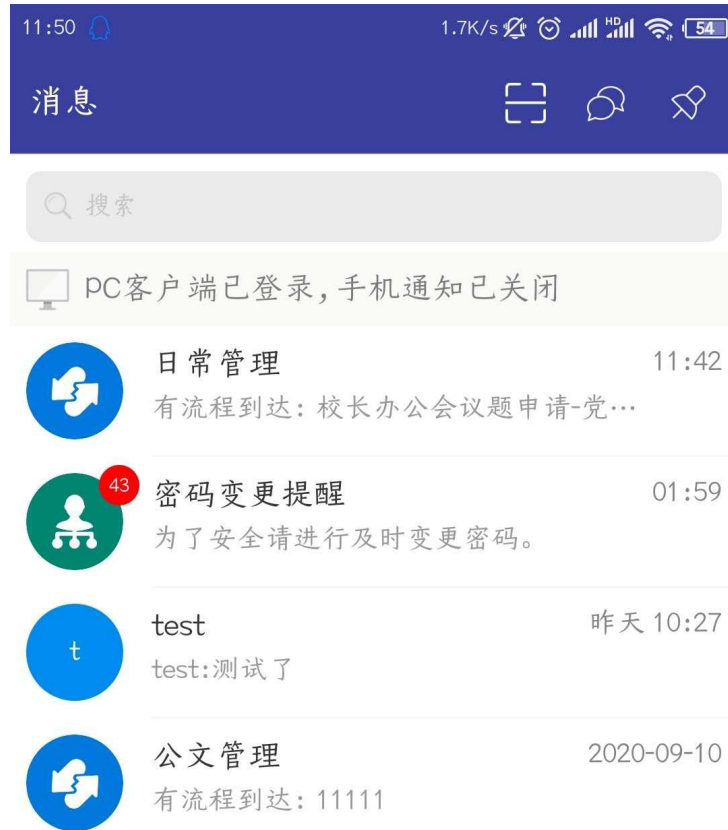 11:50 1.7K/s HD 54
消息
搜索
PC客户端已登录,手机通知已关闭
日常管理 11:42
有流程到达: 校长办公会议题申请-党…
43 密码变更提醒 01:59
为了安全请进行及时变更密码。
t test 昨天 10:27
test:测试了
公文管理 2020-09-10
有流程到达: 11111